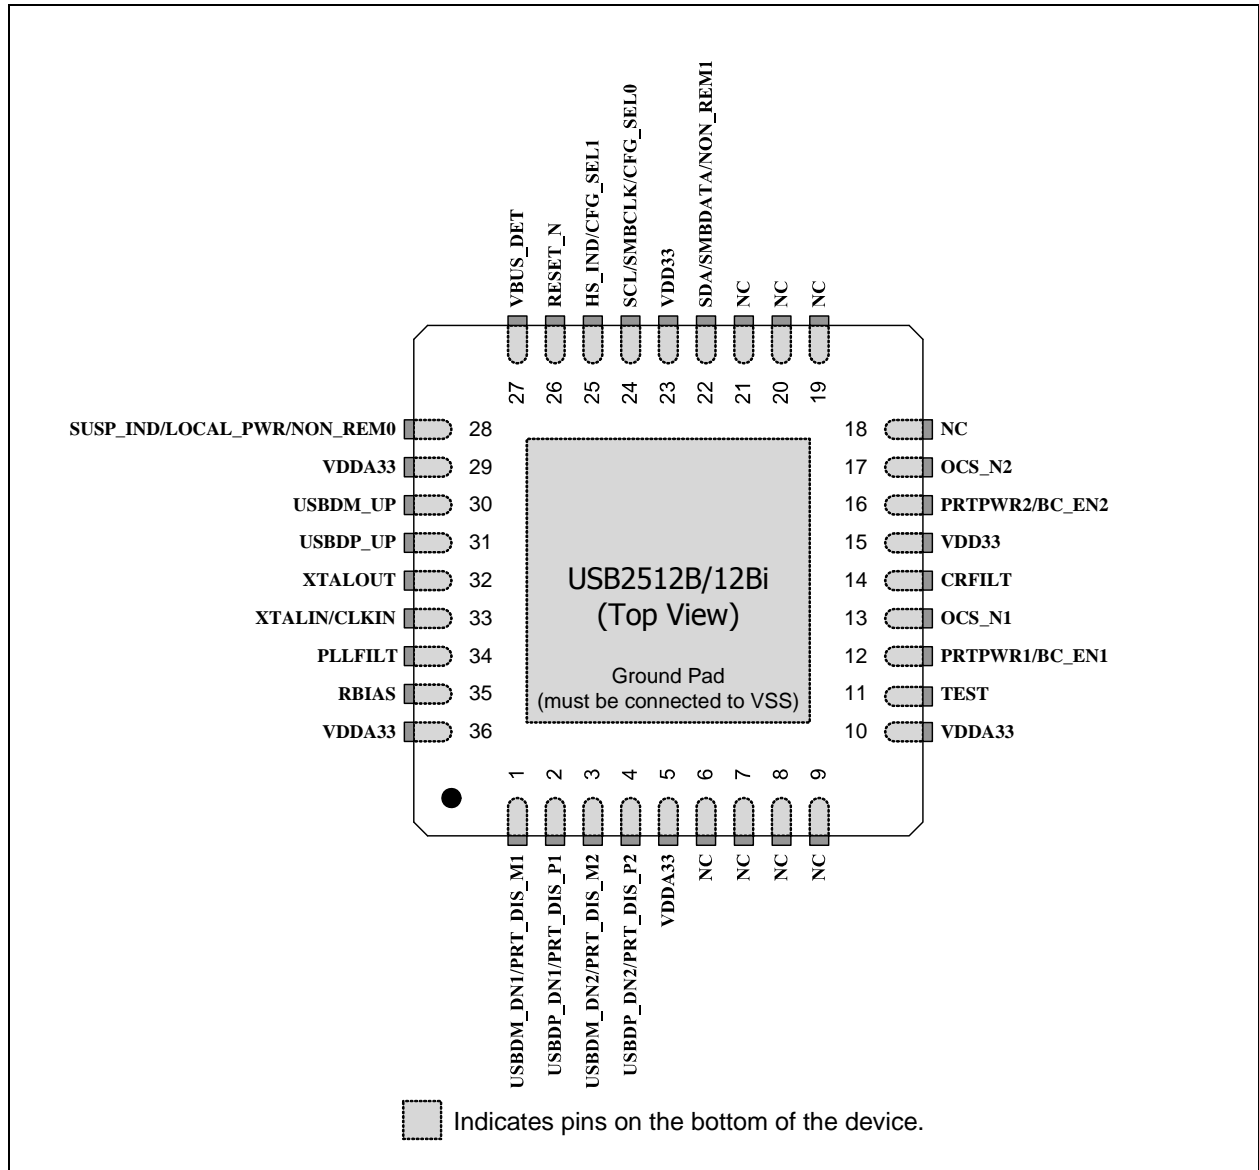 VBUS_DET
RESET_N
HS_IND/CFG_SEL1
SCL/SMBCLK/CFG_SEL0
VDD33
SDA/SMBDATA/NON_REM1
NC
NC
NC
27
26
25
24
23
22
21
20
19
SUSP_IND/LOCAL_PWR/NON_REM0 28
VDDA33 29
USBDM_UP 30
USBDP_UP 31
XTALOUT 32
XTALIN/CLKIN 33
PLLFILT 34
RBIAS 35
VDDA33 36
USB2512B/12Bi
(Top View)
Ground Pad
(must be connected to VSS)
18 NC
17 OCS_N2
16 PRTPWR2/BC_EN2
15 VDD33
14 CRFILT
13 OCS_N1
12 PRTPWR1/BC_EN1
11 TEST
10 VDDA33
1
2
3
4
5
6
7
8
9
USBDM_DN1/PRT_DIS_M1
USBDP_DN1/PRT_DIS_P1
USBDM_DN2/PRT_DIS_M2
USBDP_DN2/PRT_DIS_P2
VDDA33
NC
NC
NC
NC
Indicates pins on the bottom of the device.